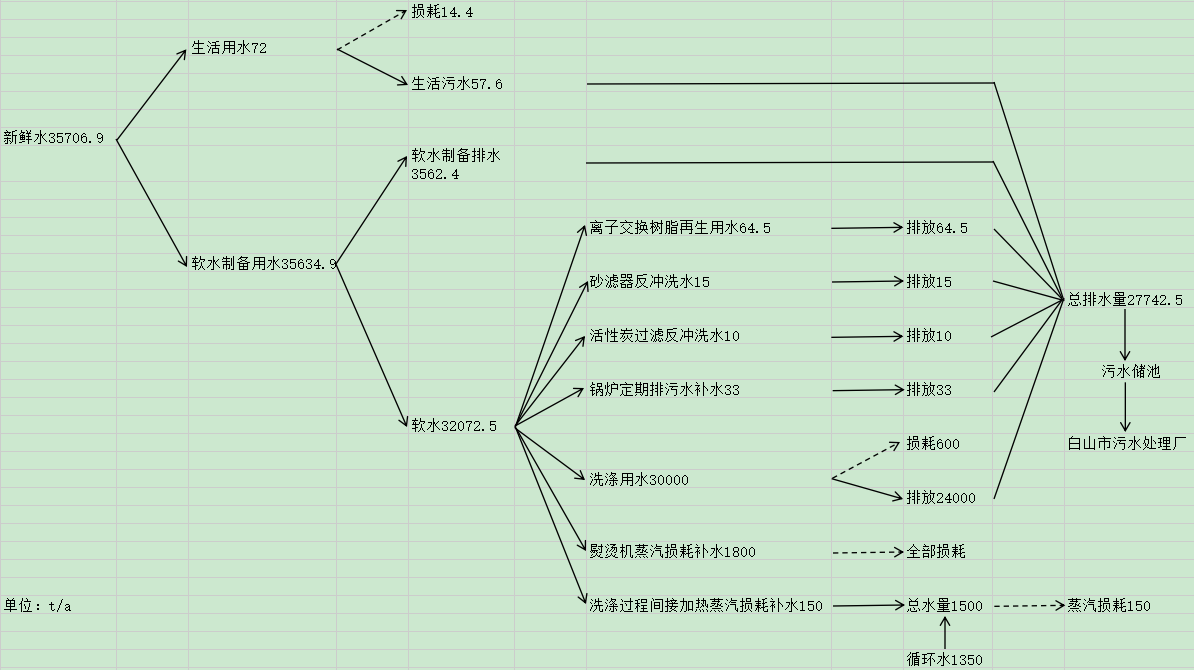 损耗14.4
生活用水72
生活污水57.6
新鲜水35706.9
软水制备排水
3562.4
离子交换树脂再生用水64.5
排放64.5
软水制备用水35634.9
砂滤器反冲洗水15
排放15
总排水量27742.5
活性炭过滤反冲洗水10
排放10
污水储池
锅炉定期排污水补水33
排放33
软水32072.5
损耗600
白山市污水处理厂
洗涤用水30000
排放24000
熨烫机蒸汽损耗补水1800
全部损耗
单位：t/a
洗涤过程间接加热蒸汽损耗补水150
总水量1500
蒸汽损耗150
循环水1350